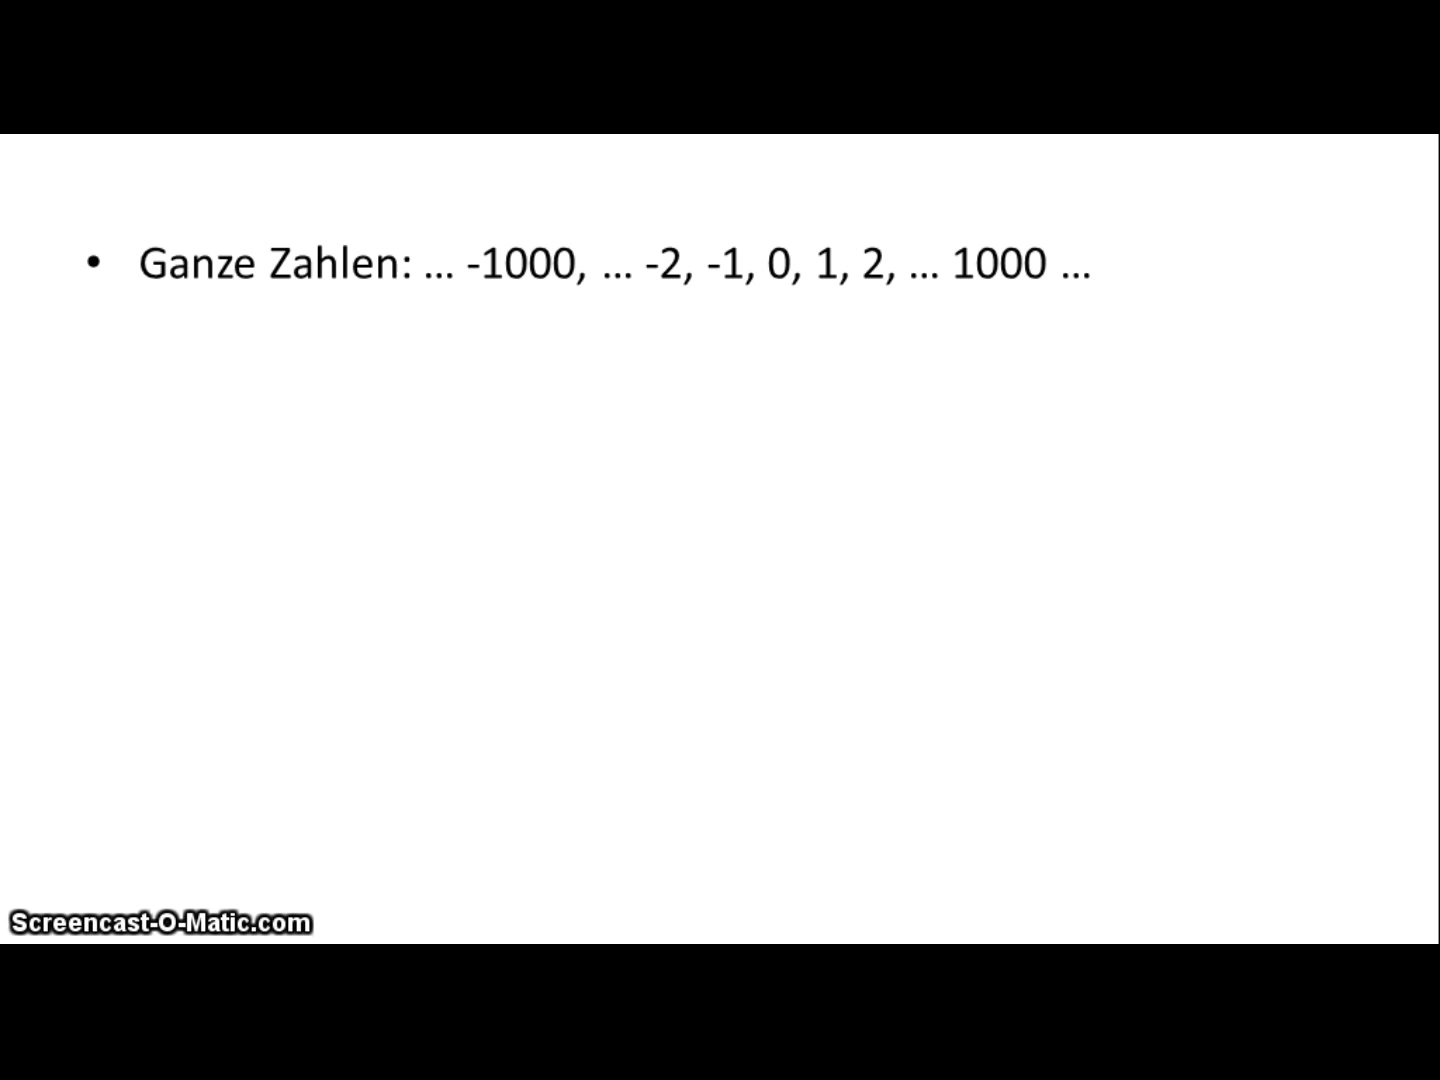 • Ganze Zahlen: ... -1000, ... -2, -1, 0, 1, 2, ... 1000 ...
Screencast-O-Matic.com